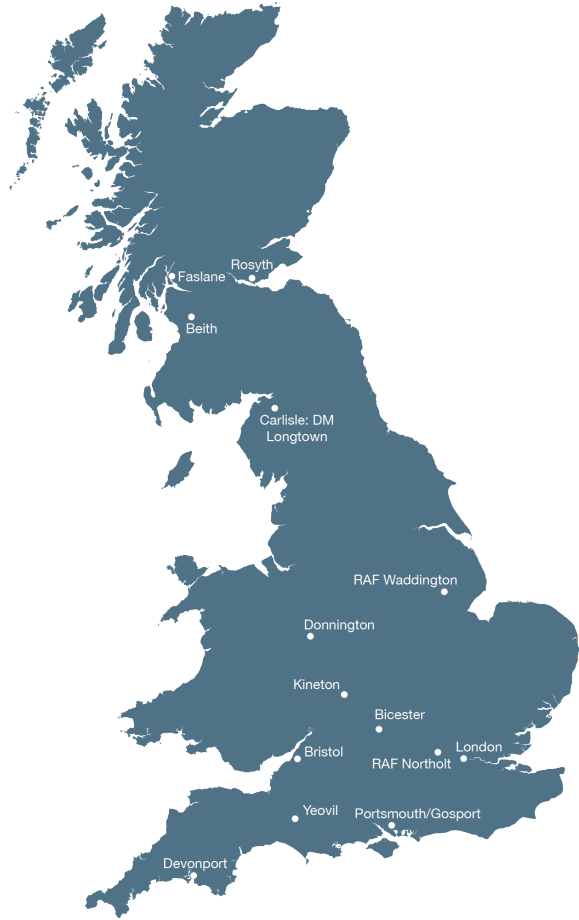 Rosyth
Faslane
Beith
Carlisle: DM
Longtown
RAF Waddington
Donnington
Kineton
Bicester
London
Bristol
RAF Northolt
Yeovil
Portsmouth/Gosport
Devonport